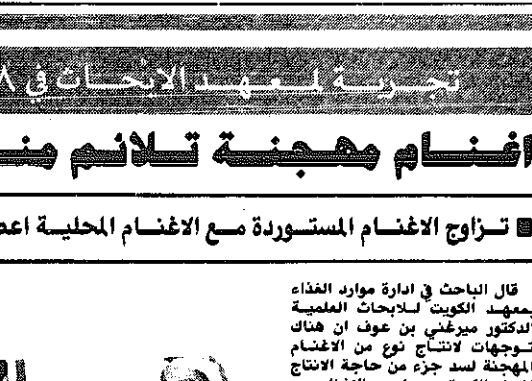 تجربة لمعهد الابحاث في ٨
اغنام مهجنة تلائم
تزاوج الاغنام المستوردة مع الاغنام المحلية
قال الباحث في ادارة موارد الغذاء
بمعهد الكويت للابحاث العلمية
الدكتور ميرغني بن عوف ان هناك
توجهات لانتاج نوع من الاغنام
المهجنة لسد جزء من حاجة الانتاج